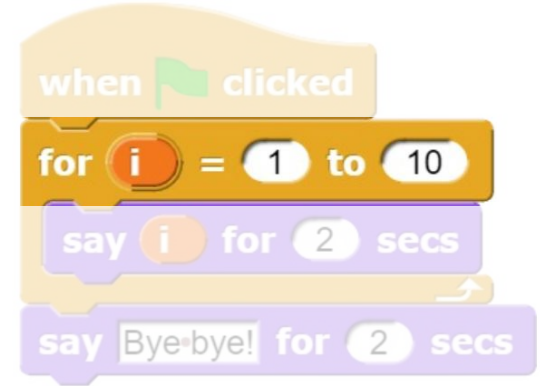 when clicked
for i = 1 to 10
say i for 2 secs
say Bye bye! for 2 secs